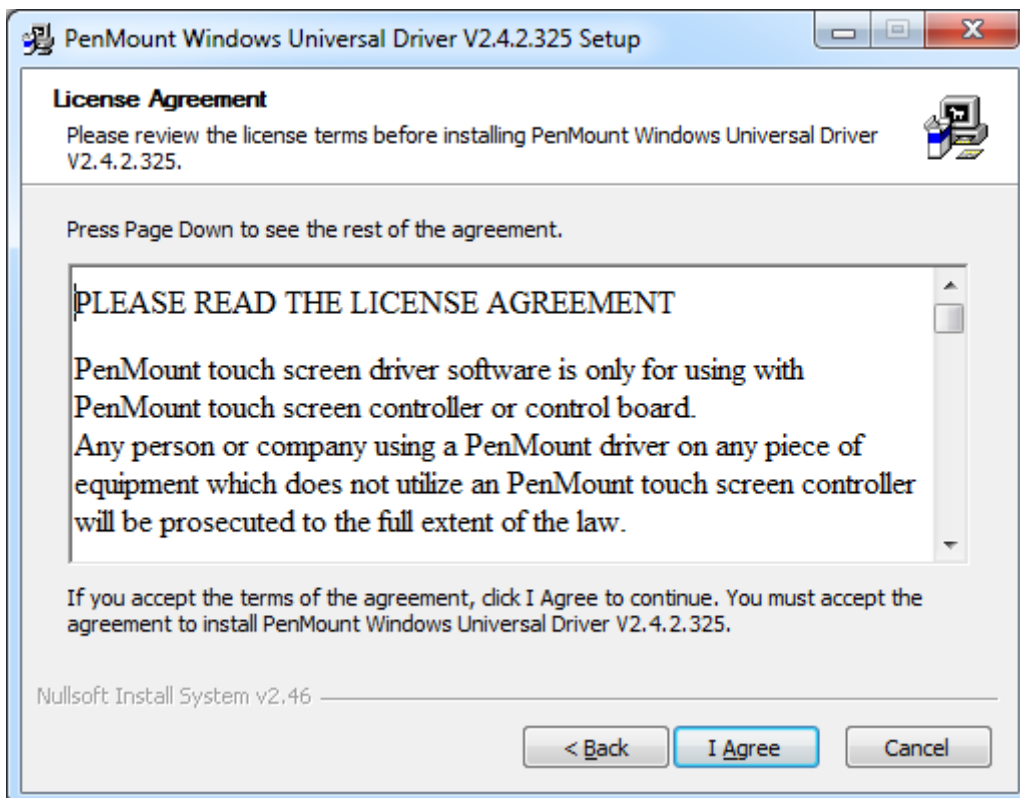 PenMount Windows Universal Driver V2.4.2.325 Setup
License Agreement
Please review the license terms before installing PenMount Windows Universal Driver
V2.4.2.325.
Press Page Down to see the rest of the agreement.
PLEASE READ THE LICENSE AGREEMENT
PenMount touch screen driver software is only for using with
PenMount touch screen controller or control board.
Any person or company using a PenMount driver on any piece of
equipment which does not utilize an PenMount touch screen controller
will be prosecuted to the full extent of the law.
If you accept the terms of the agreement, click I Agree to continue. You must accept the
agreement to install PenMount Windows Universal Driver V2.4.2.325.
Nullsoft Install System v2.46
< Back I Agree Cancel